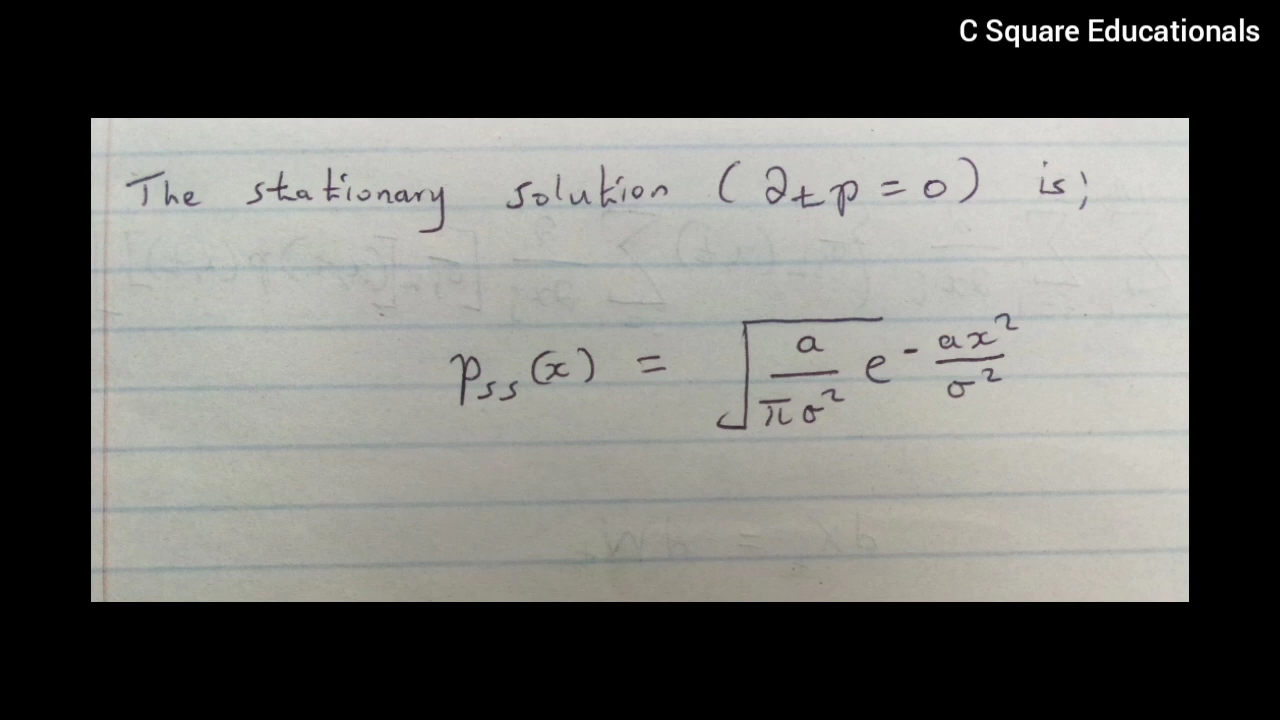 C Square Educationals
The stationary solution (∂ₜp = 0) is;
pₛₛ(x) = √(a/πσ²) e^(-ax²/σ²)